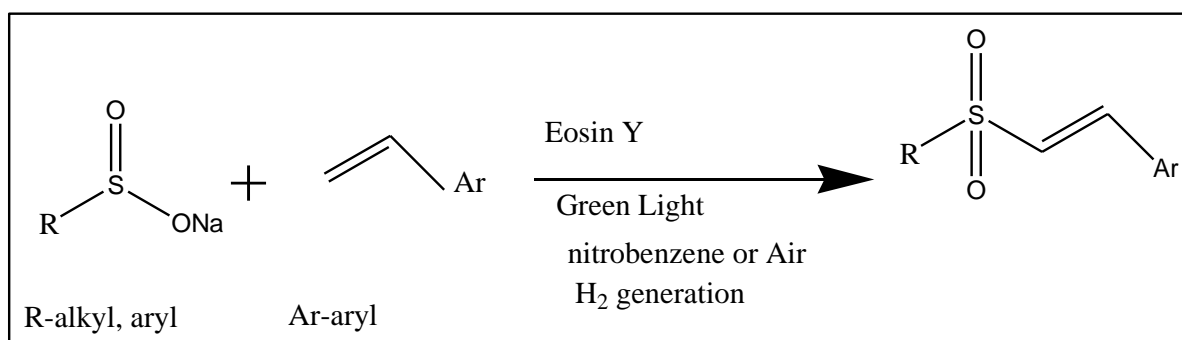 O
S
R
ONa
+
Ar
Eosin Y
Green Light
nitrobenzene or Air
H₂ generation
O
S
R
O
Ar
R-alkyl, aryl
Ar-aryl